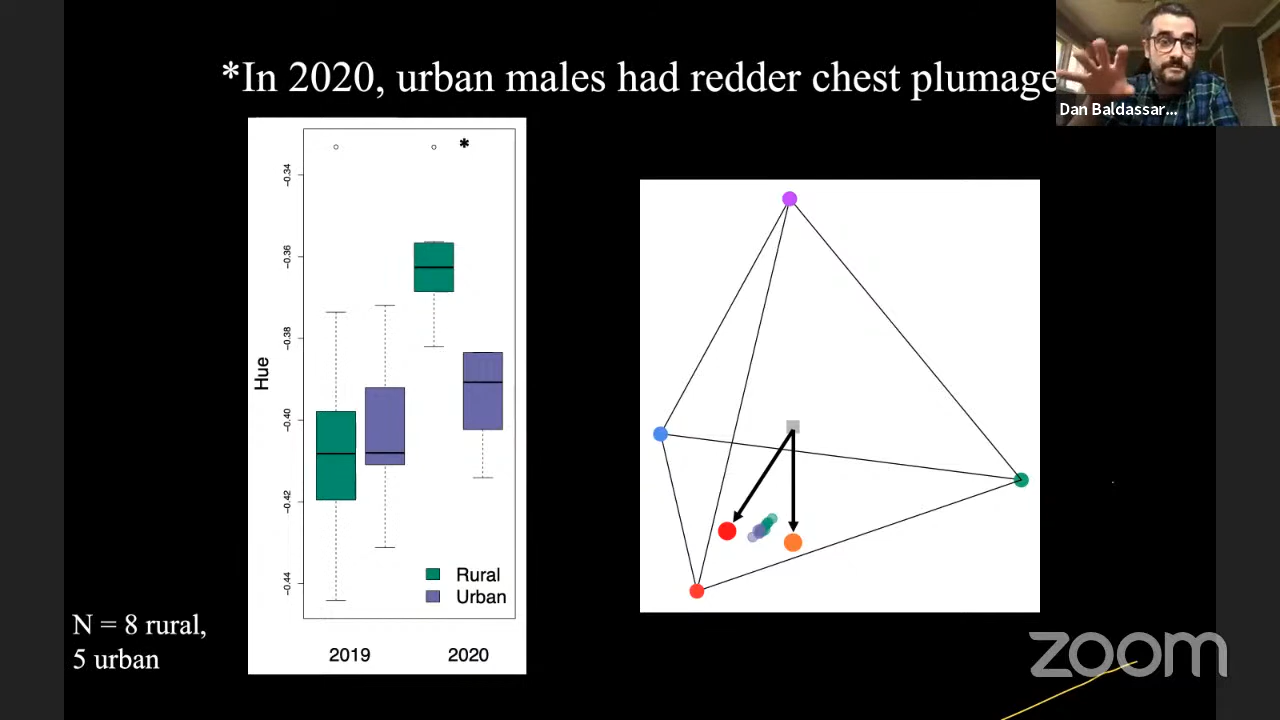 *In 2020, urban males had redder chest plumage
Dan Baldassar...
*
-0.34
-0.36
-0.38
-0.40
-0.42
-0.44
Hue
Rural
Urban
2019 2020
N = 8 rural,
5 urban
zoom